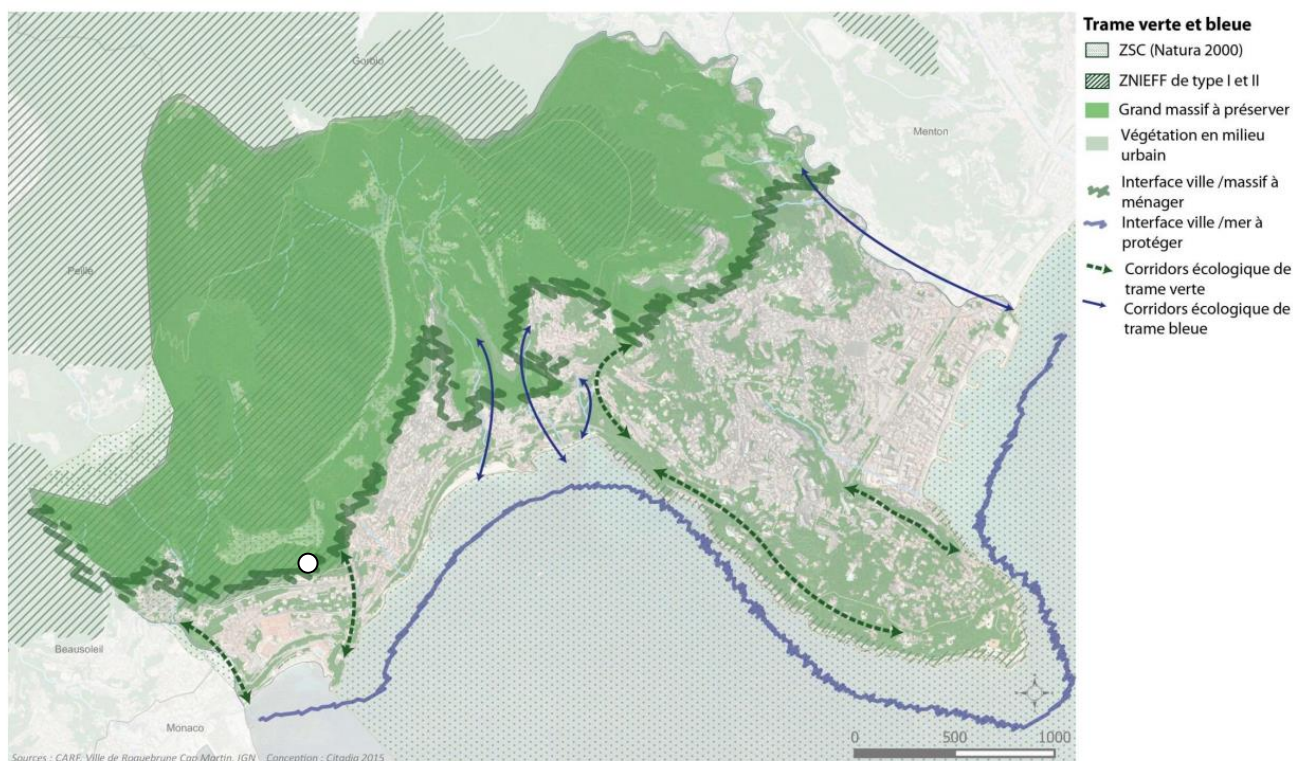 Trame verte et bleue
ZSC (Natura 2000)
ZNIEFF de type I et II
Grand massif à préserver
Végétation en milieu
urbain
Interface ville /massif à
ménager
Interface ville /mer à
protéger
Corridors écologique de
trame verte
Corridors écologique de
trame bleue
Gorbio
Menton
Peille
Beausoleil
Monaco
0 500 1000
Sources : CARF, Ville de Roquebrune Cap Martin, IGN Conception : Citadia 2015